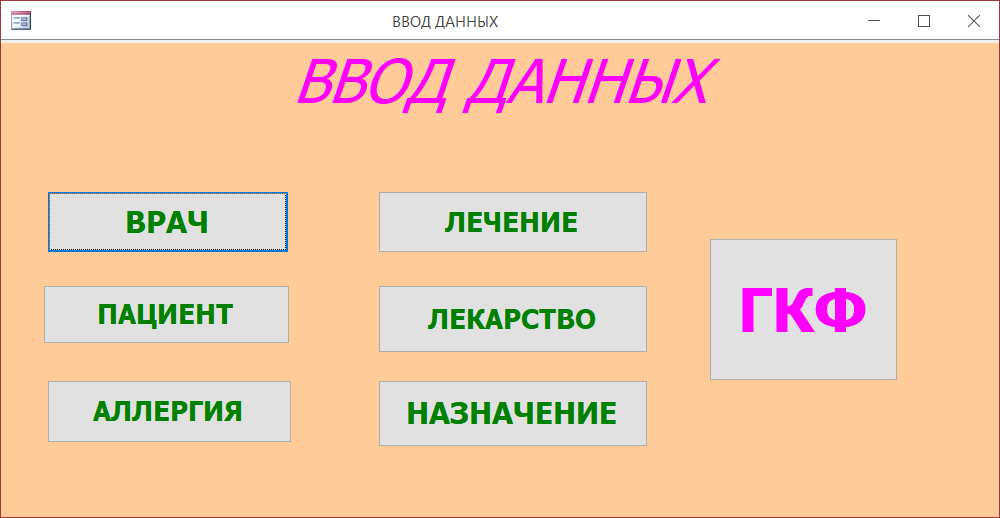 ВВОД ДАННЫХ
ВВОД ДАННЫХ
ВРАЧ
ПАЦИЕНТ
АЛЛЕРГИЯ
ЛЕЧЕНИЕ
ЛЕКАРСТВО
НАЗНАЧЕНИЕ
ГКФ